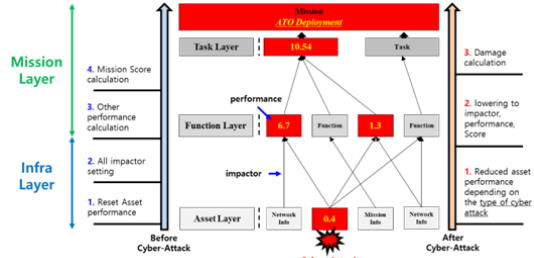 Mission
ATO Deployment
Mission
Layer
Infra
Layer
4. Mission Score
calculation
3. Other
performance
calculation
2. All impactor
setting
1. Reset Asset
performance
Before
Cyber-Attack
Task Layer
10.54
Task
performance
Function Layer
6.7
Function
1.3
Function
impactor
Asset Layer
Network
Info
0.4
Mission
Info
Network
Info
3. Damage
calculation
2. lowering to
impactor,
performance,
Score
1. Reduced asset
performance
depending on
the type of cyber
attack
After
Cyber-Attack